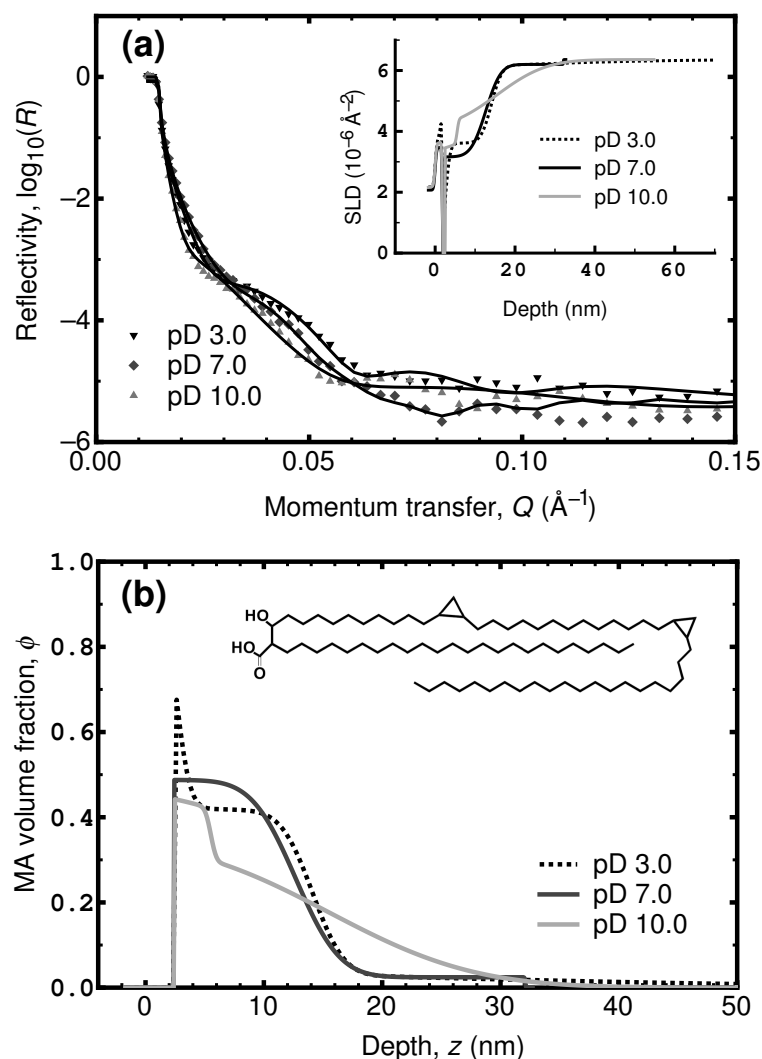 (a)
Reflectivity, log10(R)
0
−2
−4
−6
0.00
0.05
0.10
0.15
Momentum transfer, Q (Å⁻¹)
pD 3.0
pD 7.0
pD 10.0
SLD (10⁻⁶ Å⁻²)
6
4
2
0
0
20
40
60
Depth (nm)
pD 3.0
pD 7.0
pD 10.0
(b)
MA volume fraction, ϕ
1.0
0.8
0.6
0.4
0.2
0.0
0
10
20
30
40
50
Depth, z (nm)
HO
HO
O
pD 3.0
pD 7.0
pD 10.0